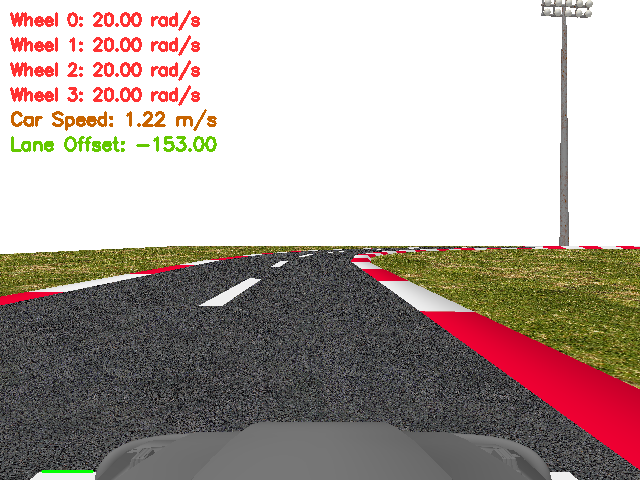 Wheel 0: 20.00 rad/s
Wheel 1: 20.00 rad/s
Wheel 2: 20.00 rad/s
Wheel 3: 20.00 rad/s
Car Speed: 1.22 m/s
Lane Offset: -153.00